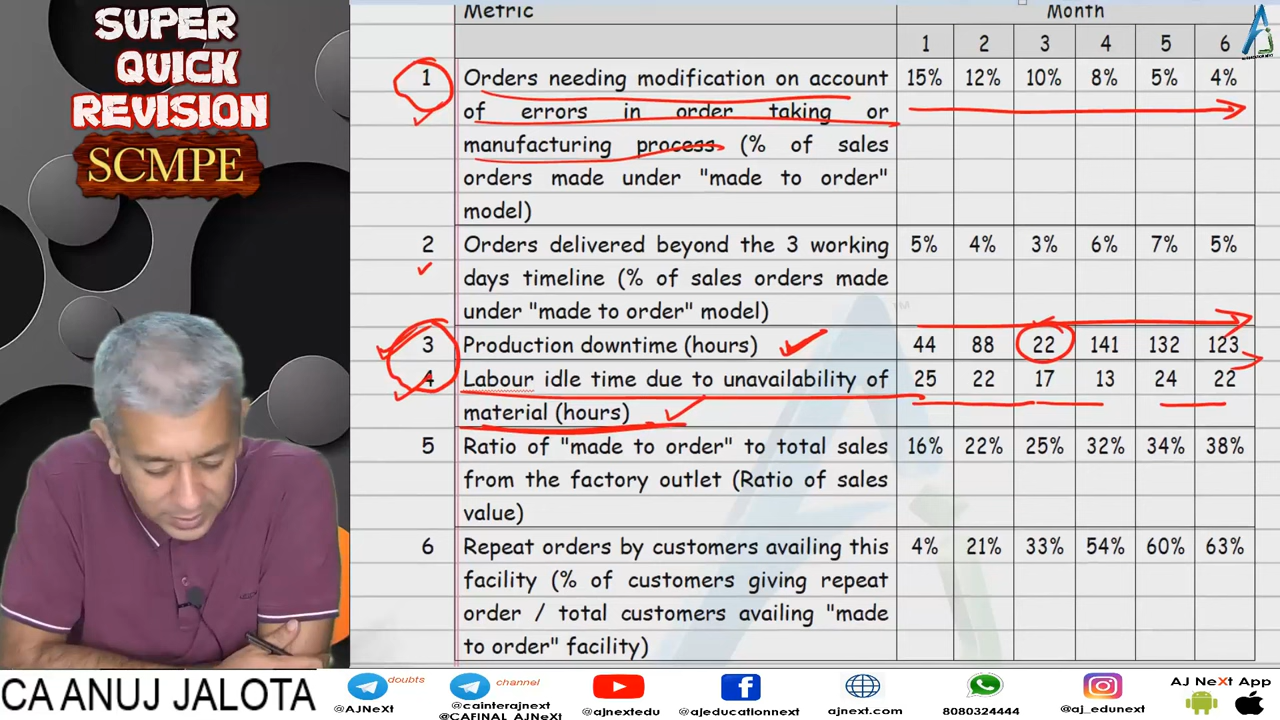 SUPER
QUICK
REVISION
SCMPE
Metric Month
1 2 3 4 5 6
1 Orders needing modification on account 15% 12% 10% 8% 5% 4%
of errors in order taking or
manufacturing process (% of sales
orders made under "made to order"
model)
2 Orders delivered beyond the 3 working 5% 4% 3% 6% 7% 5%
days timeline (% of sales orders made
under "made to order" model)
3 Production downtime (hours) 44 88 22 141 132 123
4 Labour idle time due to unavailability of 25 22 17 13 24 22
material (hours)
5 Ratio of "made to order" to total sales 16% 22% 25% 32% 34% 38%
from the factory outlet (Ratio of sales
value)
6 Repeat orders by customers availing this 4% 21% 33% 54% 60% 63%
facility (% of customers giving repeat
order / total customers availing "made
to order" facility)
CA ANUJ JALOTA
doubts
@AJNeXt
channel
@cainterajnext
@CAFINAL_AJNeXt
@ajnextedu
@ajeducationnext
ajnext.com
8080324444
@aj_edunext
AJ NeXt App